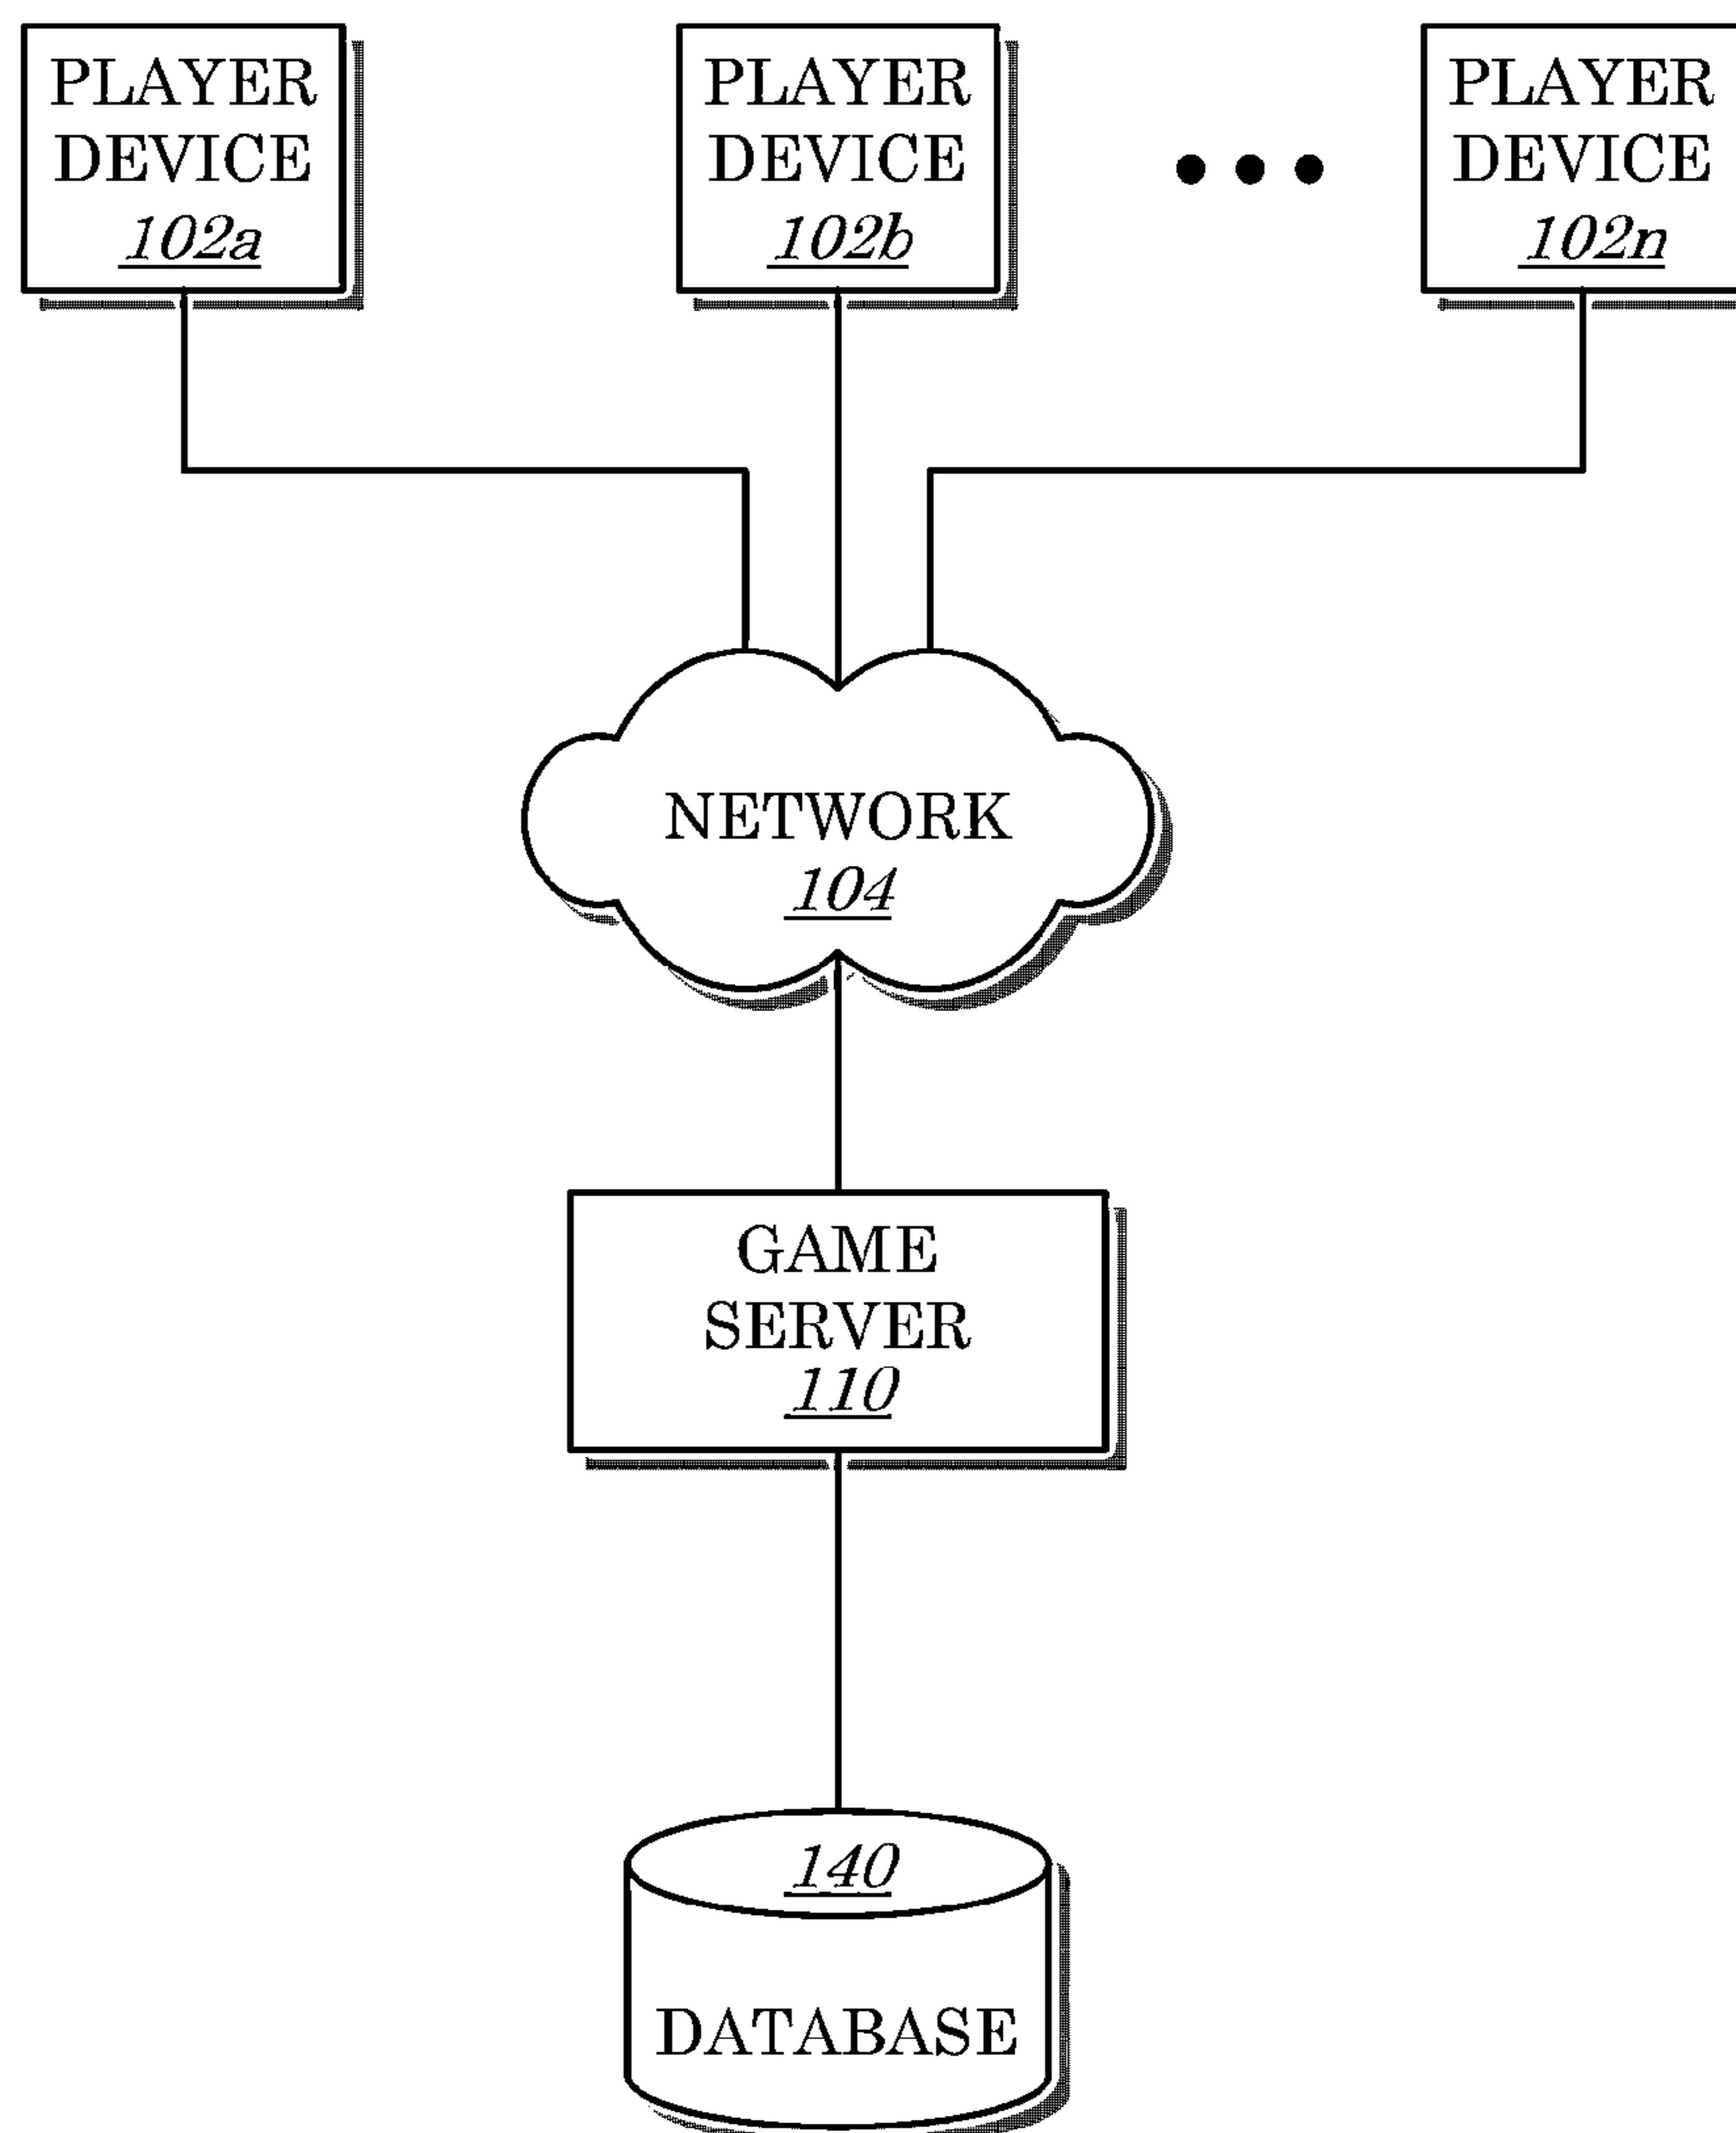 PLAYER
DEVICE
102a
PLAYER
DEVICE
102b
PLAYER
DEVICE
102n
NETWORK
104
GAME
SERVER
110
140
DATABASE